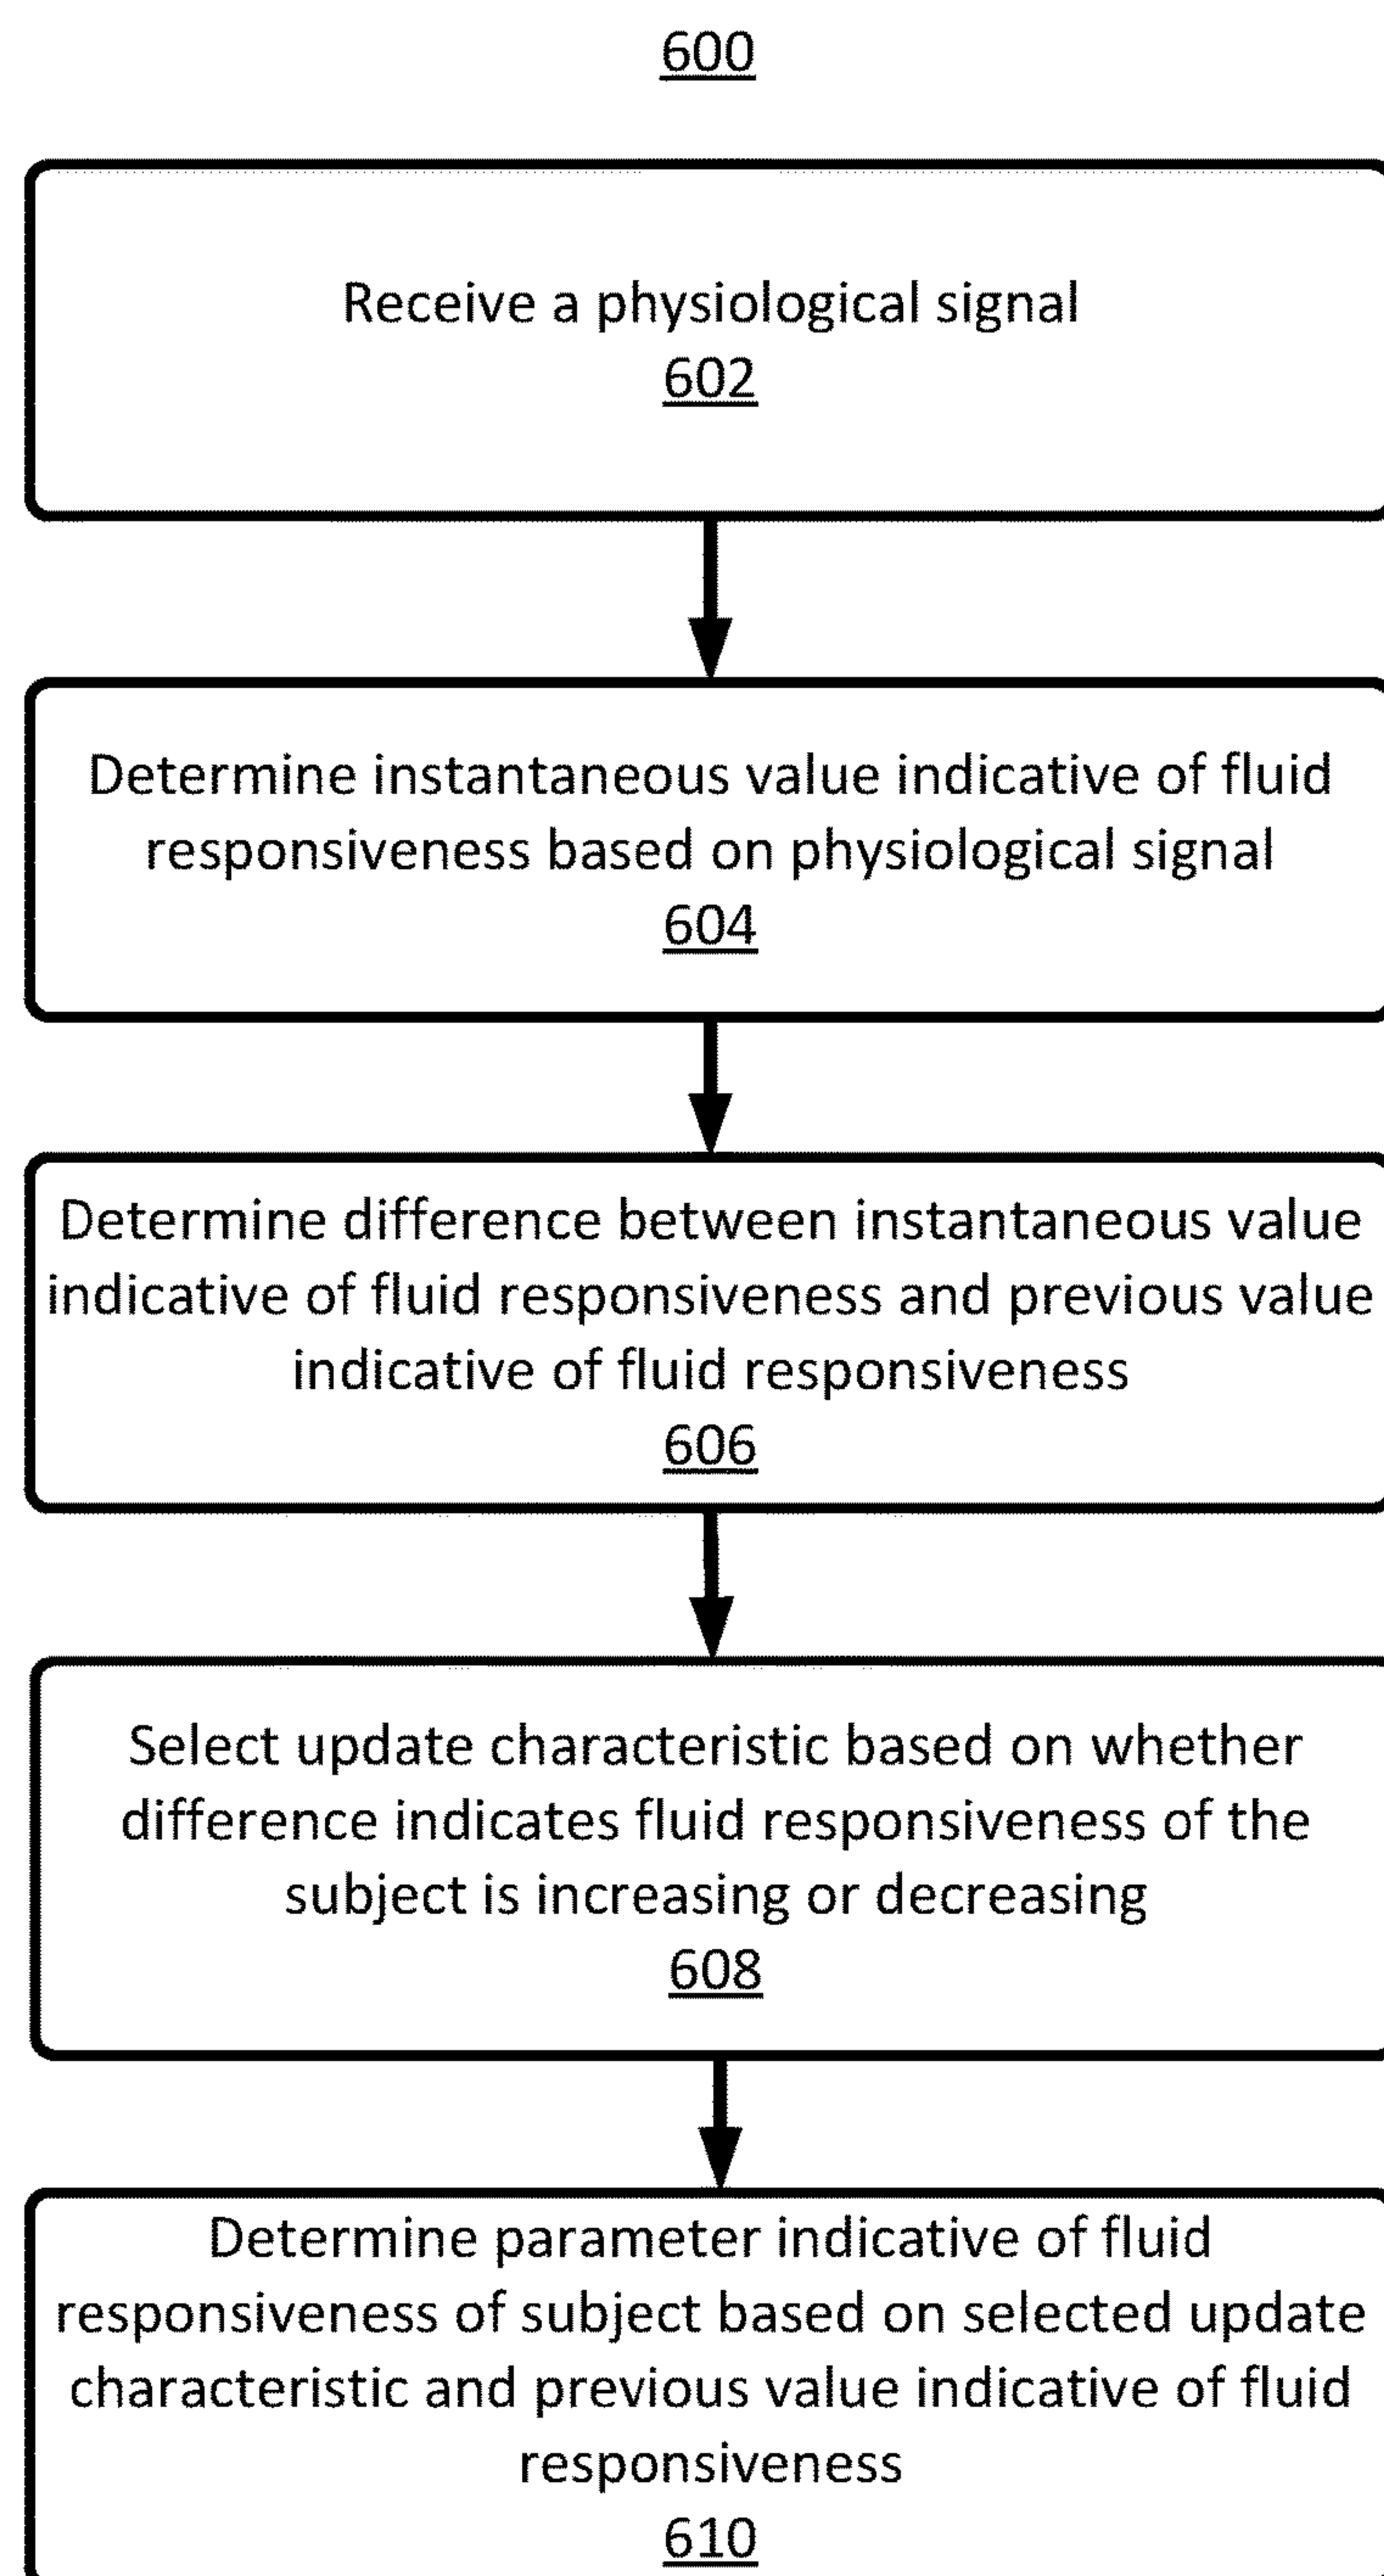 600
Receive a physiological signal
602
Determine instantaneous value indicative of fluid
responsiveness based on physiological signal
604
Determine difference between instantaneous value
indicative of fluid responsiveness and previous value
indicative of fluid responsiveness
606
Select update characteristic based on whether
difference indicates fluid responsiveness of the
subject is increasing or decreasing
608
Determine parameter indicative of fluid
responsiveness of subject based on selected update
characteristic and previous value indicative of fluid
responsiveness
610